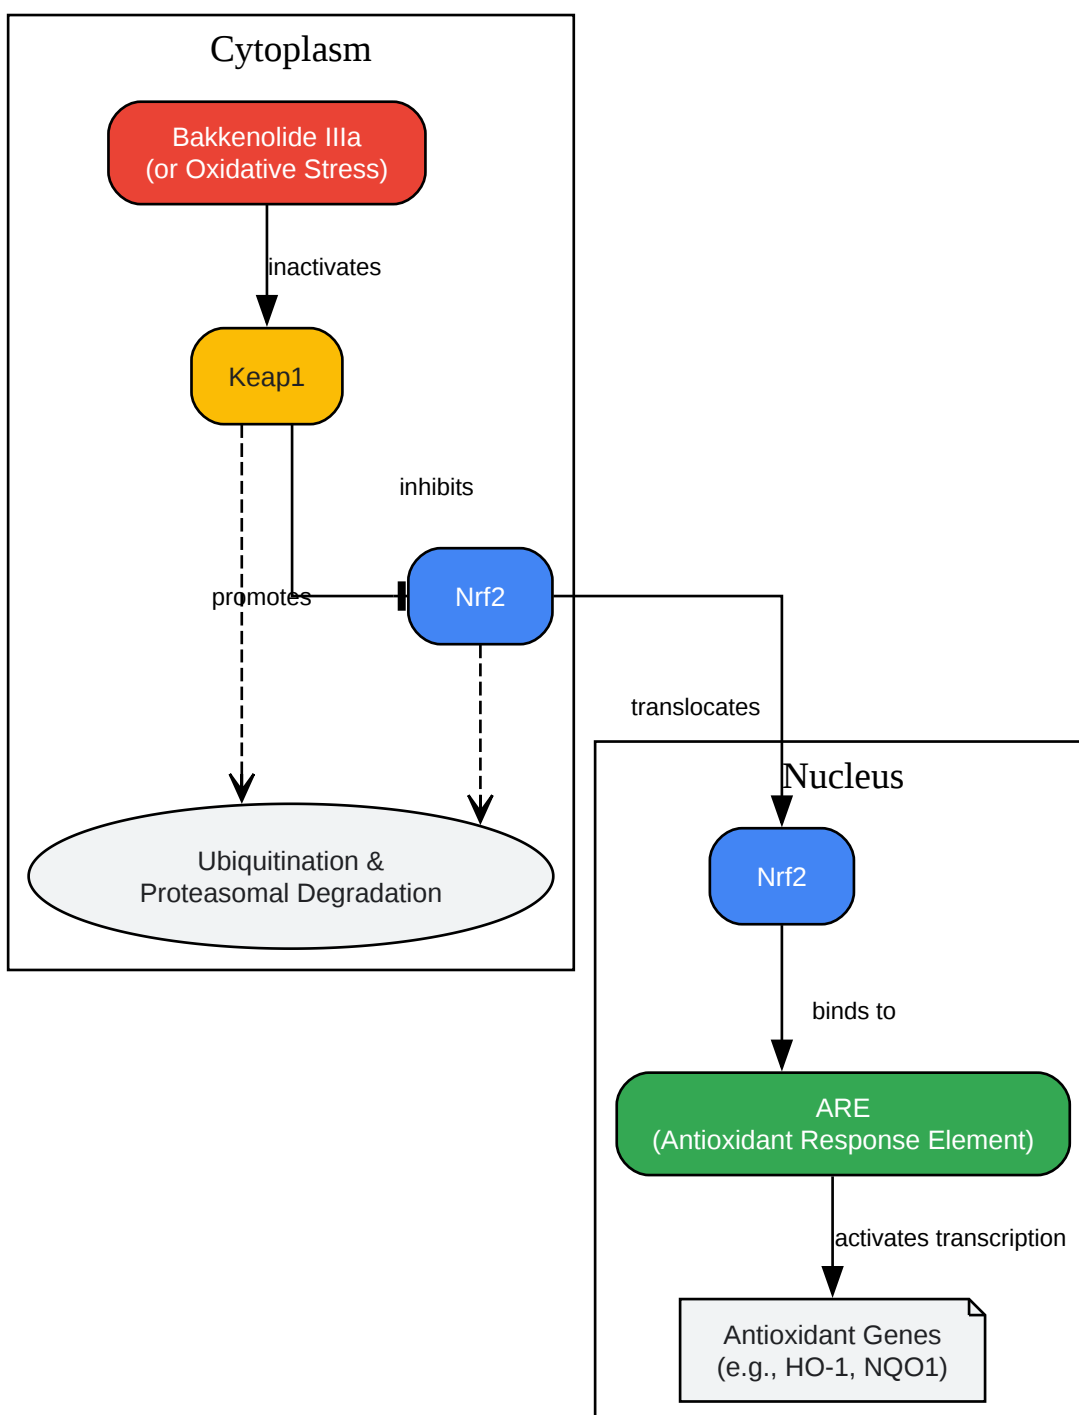 Cytoplasm
Bakkenolide IIIa
(or Oxidative Stress)
inactivates
Keap1
inhibits
promotes
Nrf2
translocates
Ubiquitination &
Proteasomal Degradation
Nucleus
Nrf2
binds to
ARE
(Antioxidant Response Element)
activates transcription
Antioxidant Genes
(e.g., HO-1, NQO1)